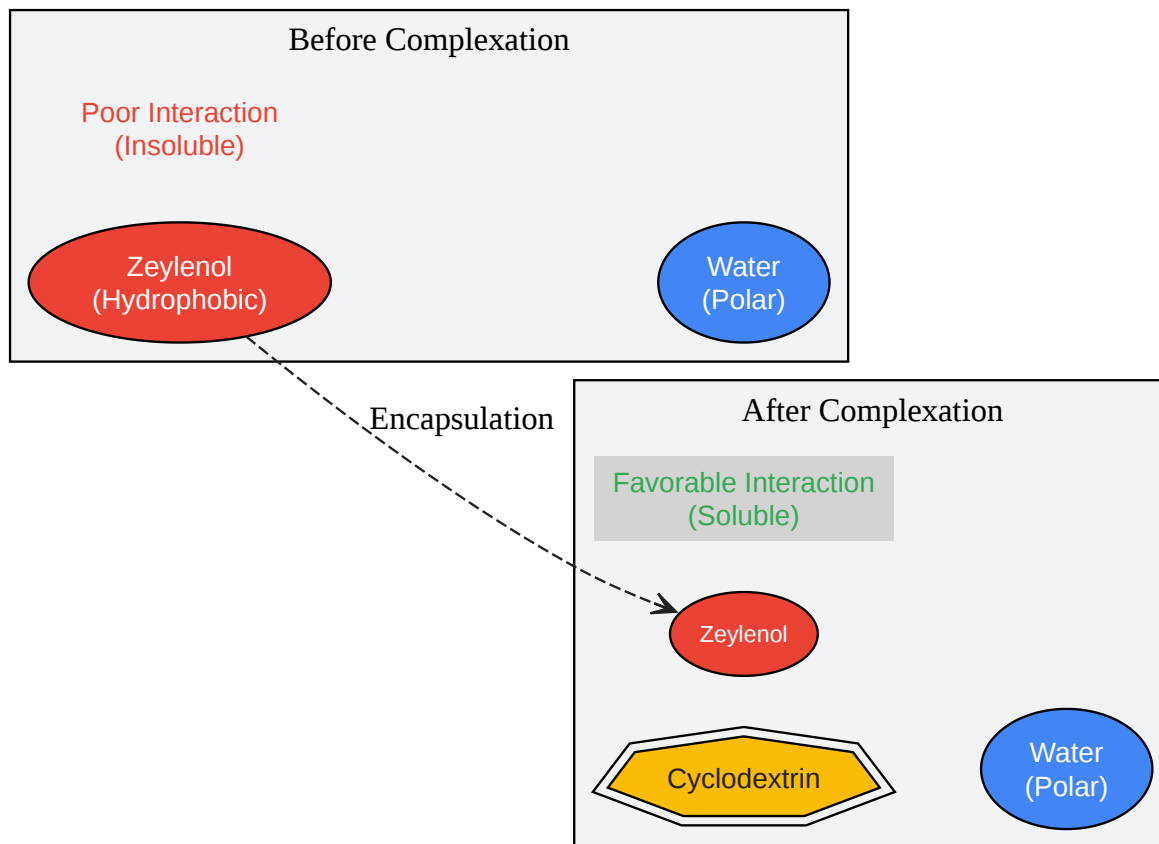 Before Complexation
Poor Interaction
(Insoluble)
Zeylenol
(Hydrophobic)
Water
(Polar)
Encapsulation
After Complexation
Favorable Interaction
(Soluble)
Zeylenol
Cyclodextrin
Water
(Polar)